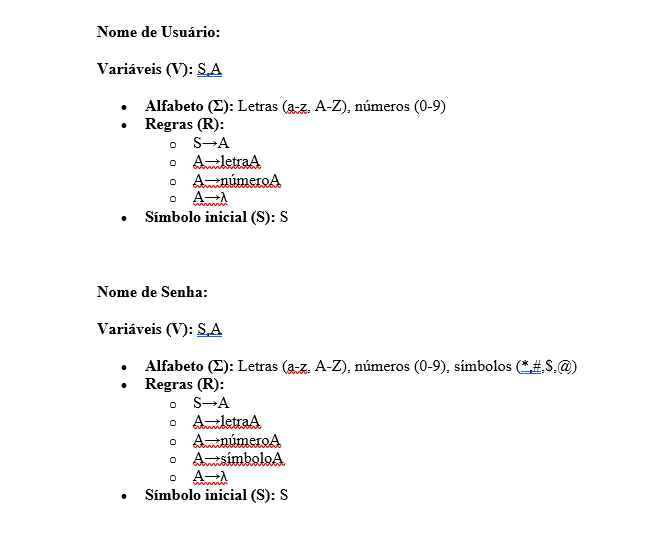 Nome de Usuário:
Variáveis (V): S,A
• Alfabeto (Σ): Letras (a-z, A-Z), números (0-9)
• Regras (R):
o S→A
o A→letraA
o A→númeroA
o A→λ
• Símbolo inicial (S): S
Nome de Senha:
Variáveis (V): S,A
• Alfabeto (Σ): Letras (a-z, A-Z), números (0-9), símbolos (*,#,$,@)
• Regras (R):
o S→A
o A→letraA
o A→númeroA
o A→símboloA
o A→λ
• Símbolo inicial (S): S